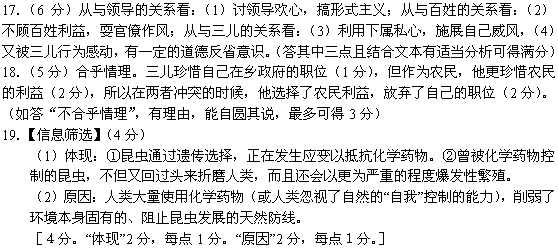 17.（6 分）从与领导的关系看：（1）讨领导欢心，搞形式主义；从与百姓的关系看：（2）
不顾百姓利益，耍官僚作风；从与三儿的关系看：（3）利用下属私心，施展自己威风，（4）
又被三儿行为感动，有一定的道德反省意识。（答其中三点且结合文本有适当分析可得满分）
18.（5 分）合乎情理。三儿珍惜自己在乡政府的职位（1 分），但作为农民，他更珍惜农民
的利益（2 分），所以在两者冲突的时候，他选择了农民利益，放弃了自己的职位（2 分）。
（如答“不合乎情理”，有理由，能自圆其说，最多可得 3 分）
19.【信息筛选】（4 分）
（1）体现：①昆虫通过遗传选择，正在发生应变以抵抗化学药物。②曾被化学药物控
制的昆虫，不但又回过头来折磨人类，而且还会以更为严重的程度爆发性繁殖。
（2）原因：人类大量使用化学药物（或人类忽视了自然的“自我”控制的能力），削弱了
环境本身固有的、阻止昆虫发展的天然防线。
[ 4 分。“体现”2 分，每点 1 分。“原因”2 分，每点 1 分。]